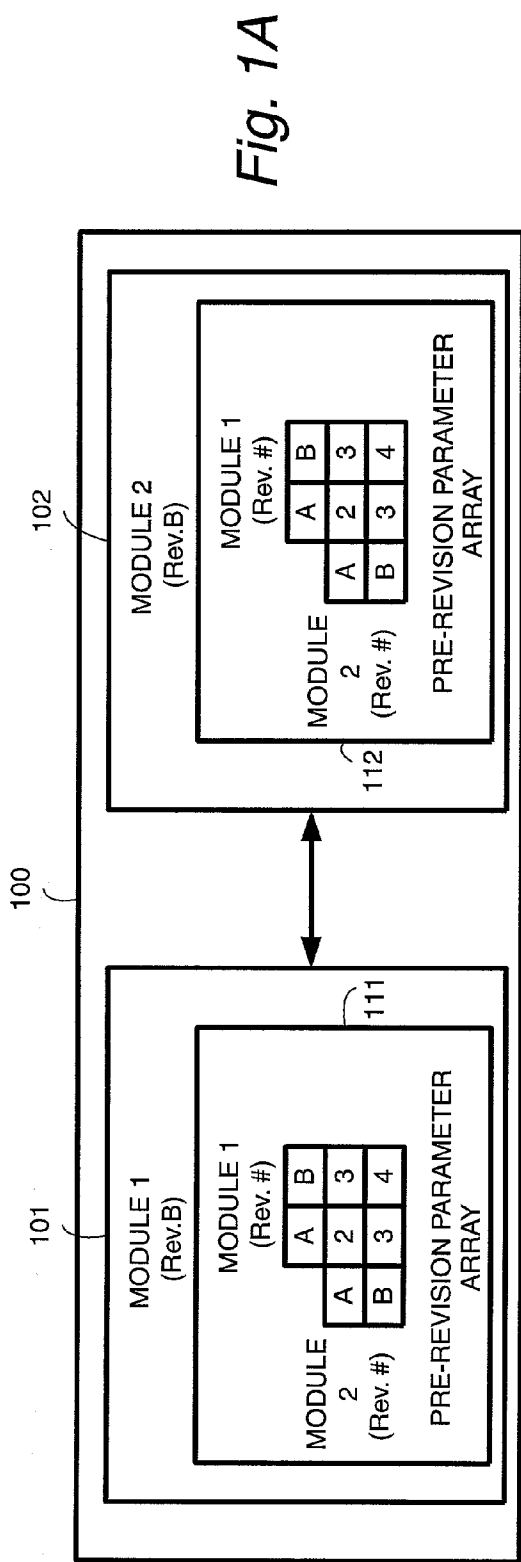 Fig. 1A
100
101
MODULE 1
(Rev.B)
111
MODULE 1
(Rev. #)
A B
MODULE
2
(Rev. #)
A 2 3
B 3 4
PRE-REVISION PARAMETER
ARRAY
102
MODULE 2
(Rev.B)
112
MODULE 1
(Rev. #)
A B
MODULE
2
(Rev. #)
A 2 3
B 3 4
PRE-REVISION PARAMETER
ARRAY